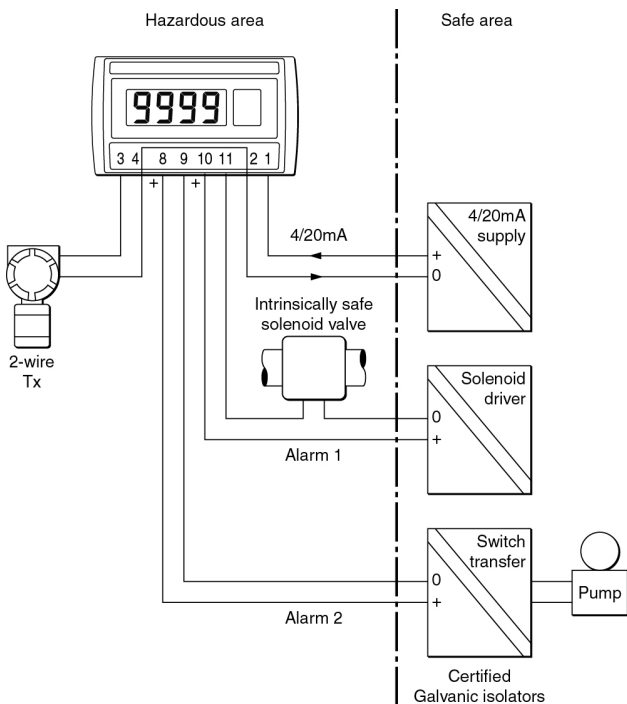 Hazardous area
Safe area
9999
3 4 8 9 10 11 2 1
+ +
4/20mA
supply
4/20mA
+
0
Intrinsically safe
solenoid valve
2-wire
Tx
Solenoid
driver
0
+
Alarm 1
Switch
transfer
0
+
Pump
Alarm 2
Certified
Galvanic isolators